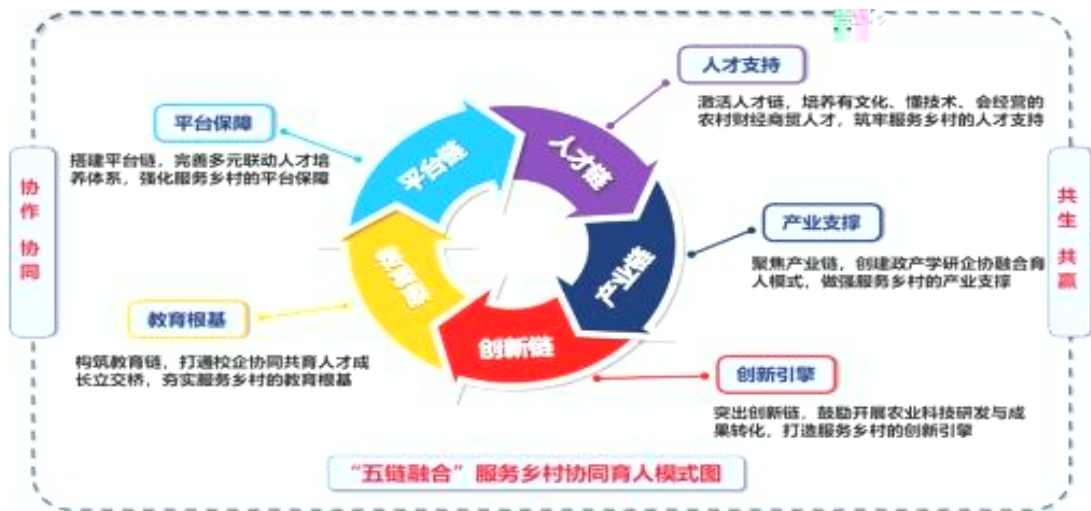 人才支持
激活人才链，培养有文化、懂技术、会经营的
农村财经商贸人才，筑牢服务乡村的人才支持
平台保障
搭建平台链，完善多元联动人才培
养体系，强化服务乡村的平台保障
平台链
人才链
协作 协同
共生 共赢
产业支撑
聚焦产业链，创建政产学研企协融合育
人模式，做强服务乡村的产业支撑
教育链
产业链
创新链
教育根基
构筑教育链，打通校企协同共育人才成
长立交桥，夯实服务乡村的教育根基
创新引擎
突出创新链，鼓励开展农业科技研发与成
果转化，打造服务乡村的创新引擎
“五链融合”服务乡村协同育人模式图